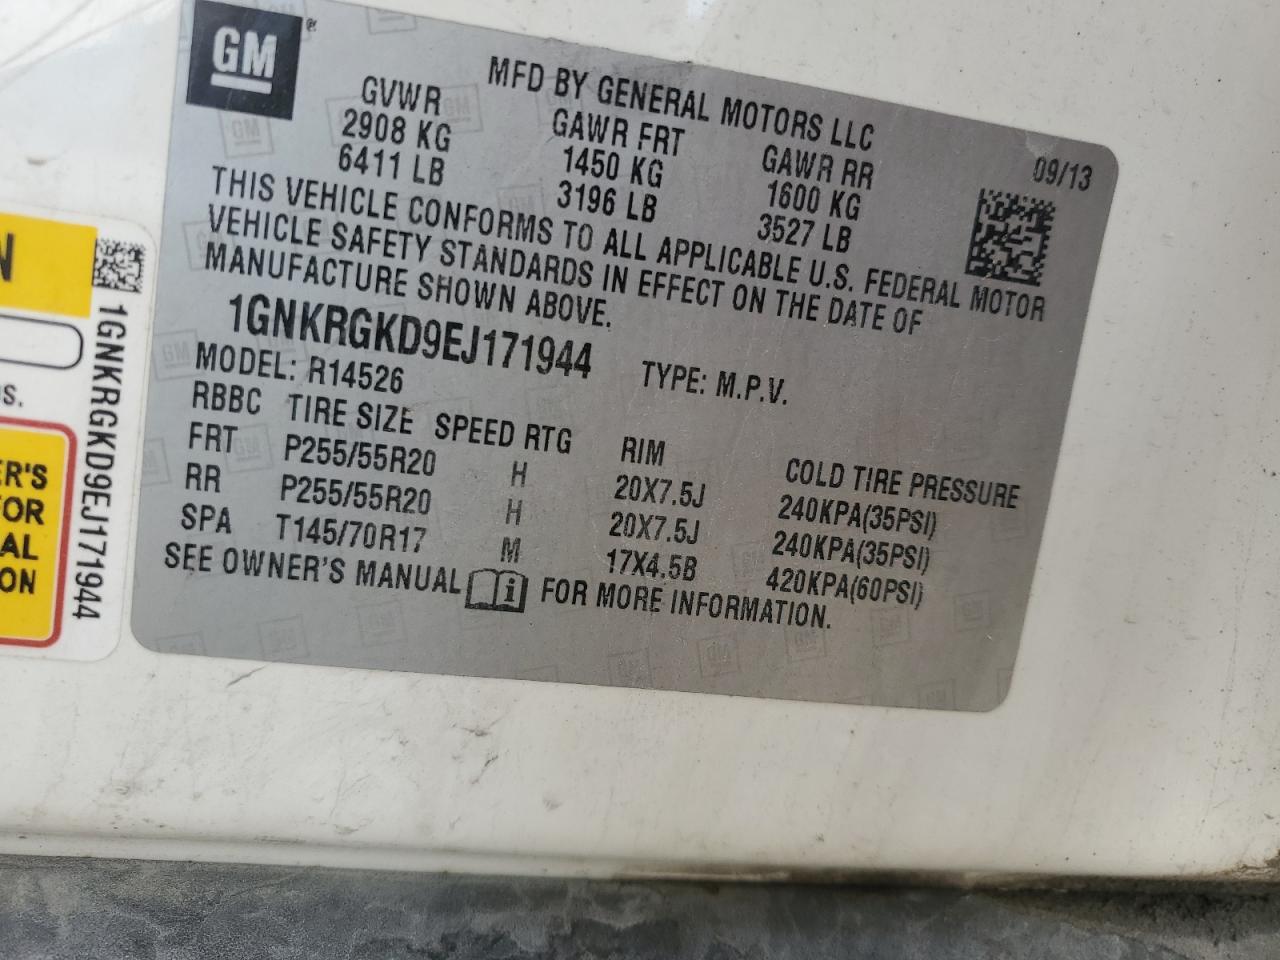 GM
MFD BY GENERAL MOTORS LLC
09/13
GVWR
2908 KG
6411 LB
GAWR FRT
1450 KG
3196 LB
GAWR RR
1600 KG
3527 LB
THIS VEHICLE CONFORMS TO ALL APPLICABLE U.S. FEDERAL MOTOR
VEHICLE SAFETY STANDARDS IN EFFECT ON THE DATE OF
MANUFACTURE SHOWN ABOVE.
1GNKRGKD9EJ171944 TYPE: M.P.V.
MODEL: R14526
RBBC TIRE SIZE SPEED RTG RIM COLD TIRE PRESSURE
FRT P255/55R20 H 20X7.5J 240KPA(35PSI)
RR P255/55R20 H 20X7.5J 240KPA(35PSI)
SPA T145/70R17 M 17X4.5B 420KPA(60PSI)
SEE OWNER'S MANUAL i FOR MORE INFORMATION.
N
S.
ER'S
FOR
AL
ON
1GNKRGKD9EJ171944